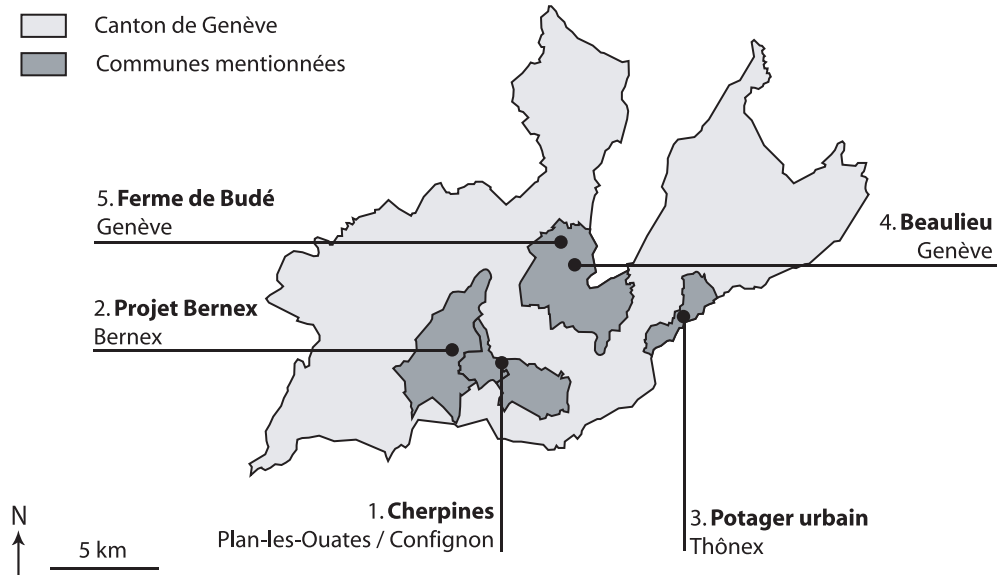 Canton de Genève
Communes mentionnées
5. Ferme de Budé
Genève
4. Beaulieu
Genève
2. Projet Bernex
Bernex
1. Cherpines
Plan-les-Ouates / Confignon
3. Potager urbain
Thônex
N
5 km